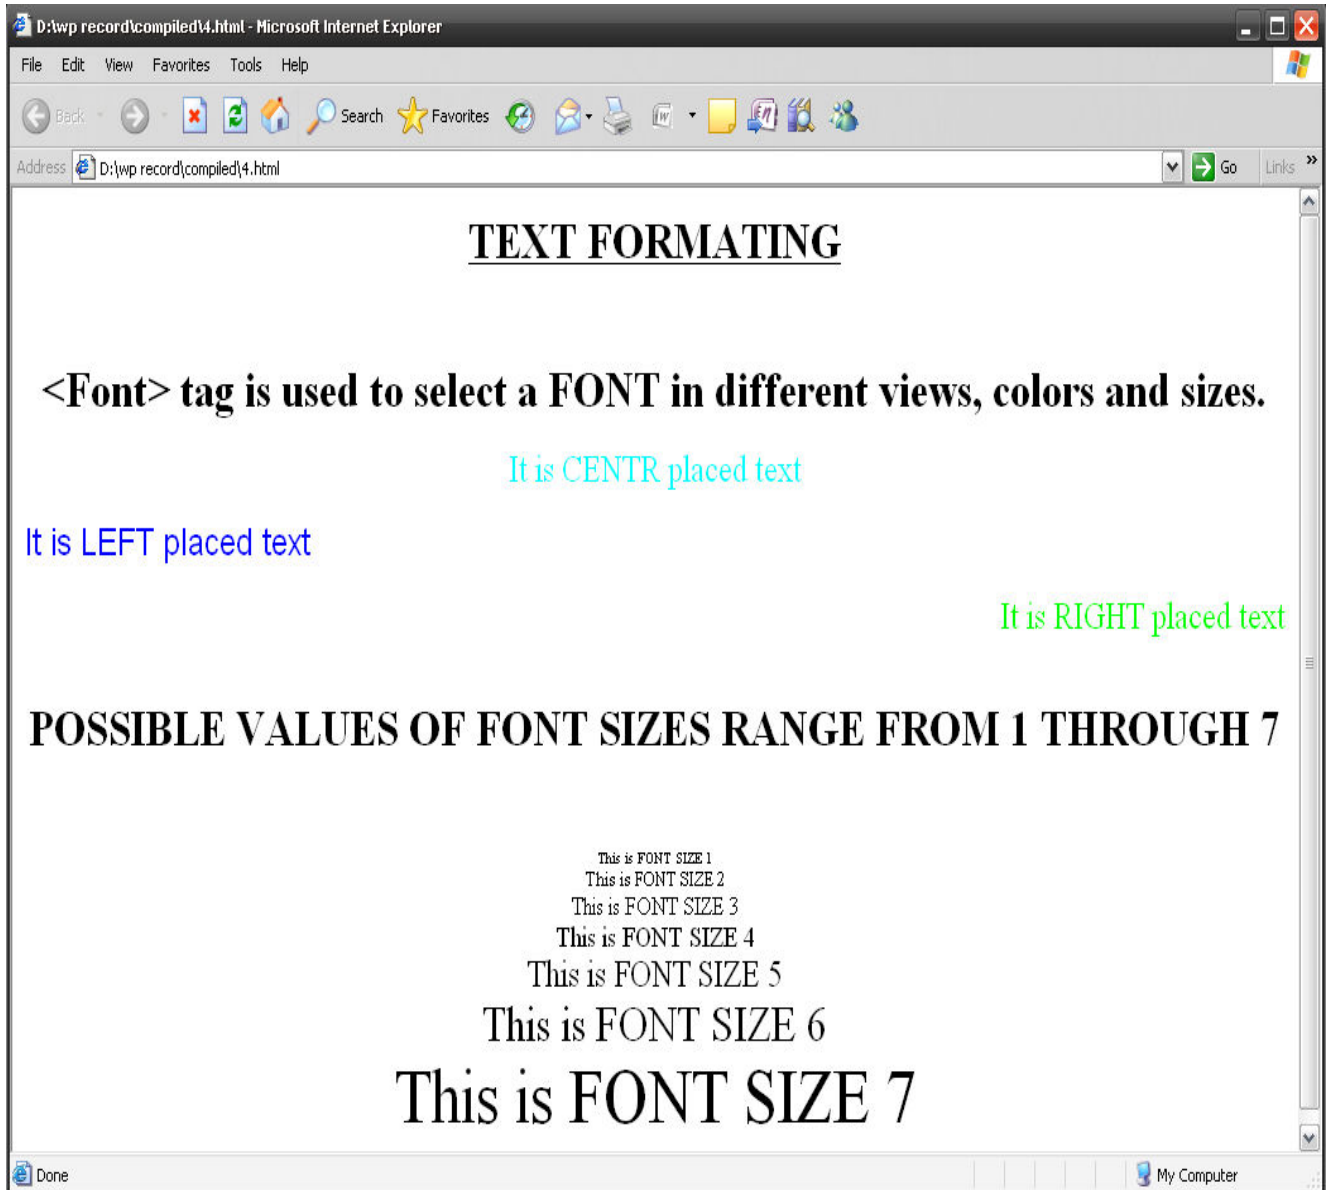 D:\wp record\compiled\4.html - Microsoft Internet Explorer
File Edit View Favorites Tools Help
Back Search Favorites
Address D:\wp record\compiled\4.html Go Links »
TEXT FORMATING
<Font> tag is used to select a FONT in different views, colors and sizes.
It is CENTR placed text
It is LEFT placed text
It is RIGHT placed text
POSSIBLE VALUES OF FONT SIZES RANGE FROM 1 THROUGH 7
This is FONT SIZE 1
This is FONT SIZE 2
This is FONT SIZE 3
This is FONT SIZE 4
This is FONT SIZE 5
This is FONT SIZE 6
This is FONT SIZE 7
Done My Computer